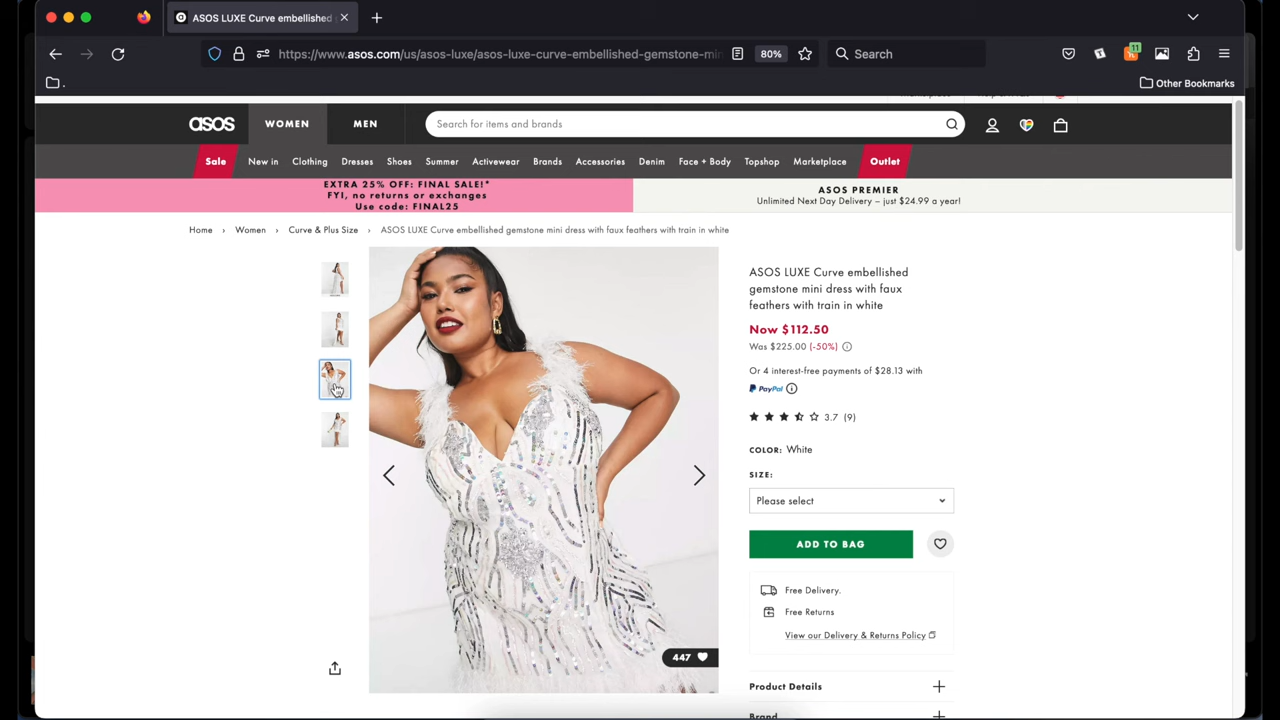 ASOS LUXE Curve embellished
https://www.asos.com/us/asos-luxe/asos-luxe-curve-embellished-gemstone-min
80%
Search
11
.
Other Bookmarks
asos
WOMEN
MEN
Search for items and brands
Sale
New in
Clothing
Dresses
Shoes
Summer
Activewear
Brands
Accessories
Denim
Face + Body
Topshop
Marketplace
Outlet
EXTRA 25% OFF: FINAL SALE!*
FYI, no returns or exchanges
Use code: FINAL25
ASOS PREMIER
Unlimited Next Day Delivery – just $24.99 a year!
Home › Women › Curve & Plus Size › ASOS LUXE Curve embellished gemstone mini dress with faux feathers with train in white
ASOS LUXE Curve embellished
gemstone mini dress with faux
feathers with train in white
Now $112.50
Was $225.00 (-50%)
Or 4 interest-free payments of $28.13 with
PayPal
3.7 (9)
COLOR: White
SIZE:
Please select
ADD TO BAG
Free Delivery.
Free Returns
View our Delivery & Returns Policy
447
Product Details
Brand